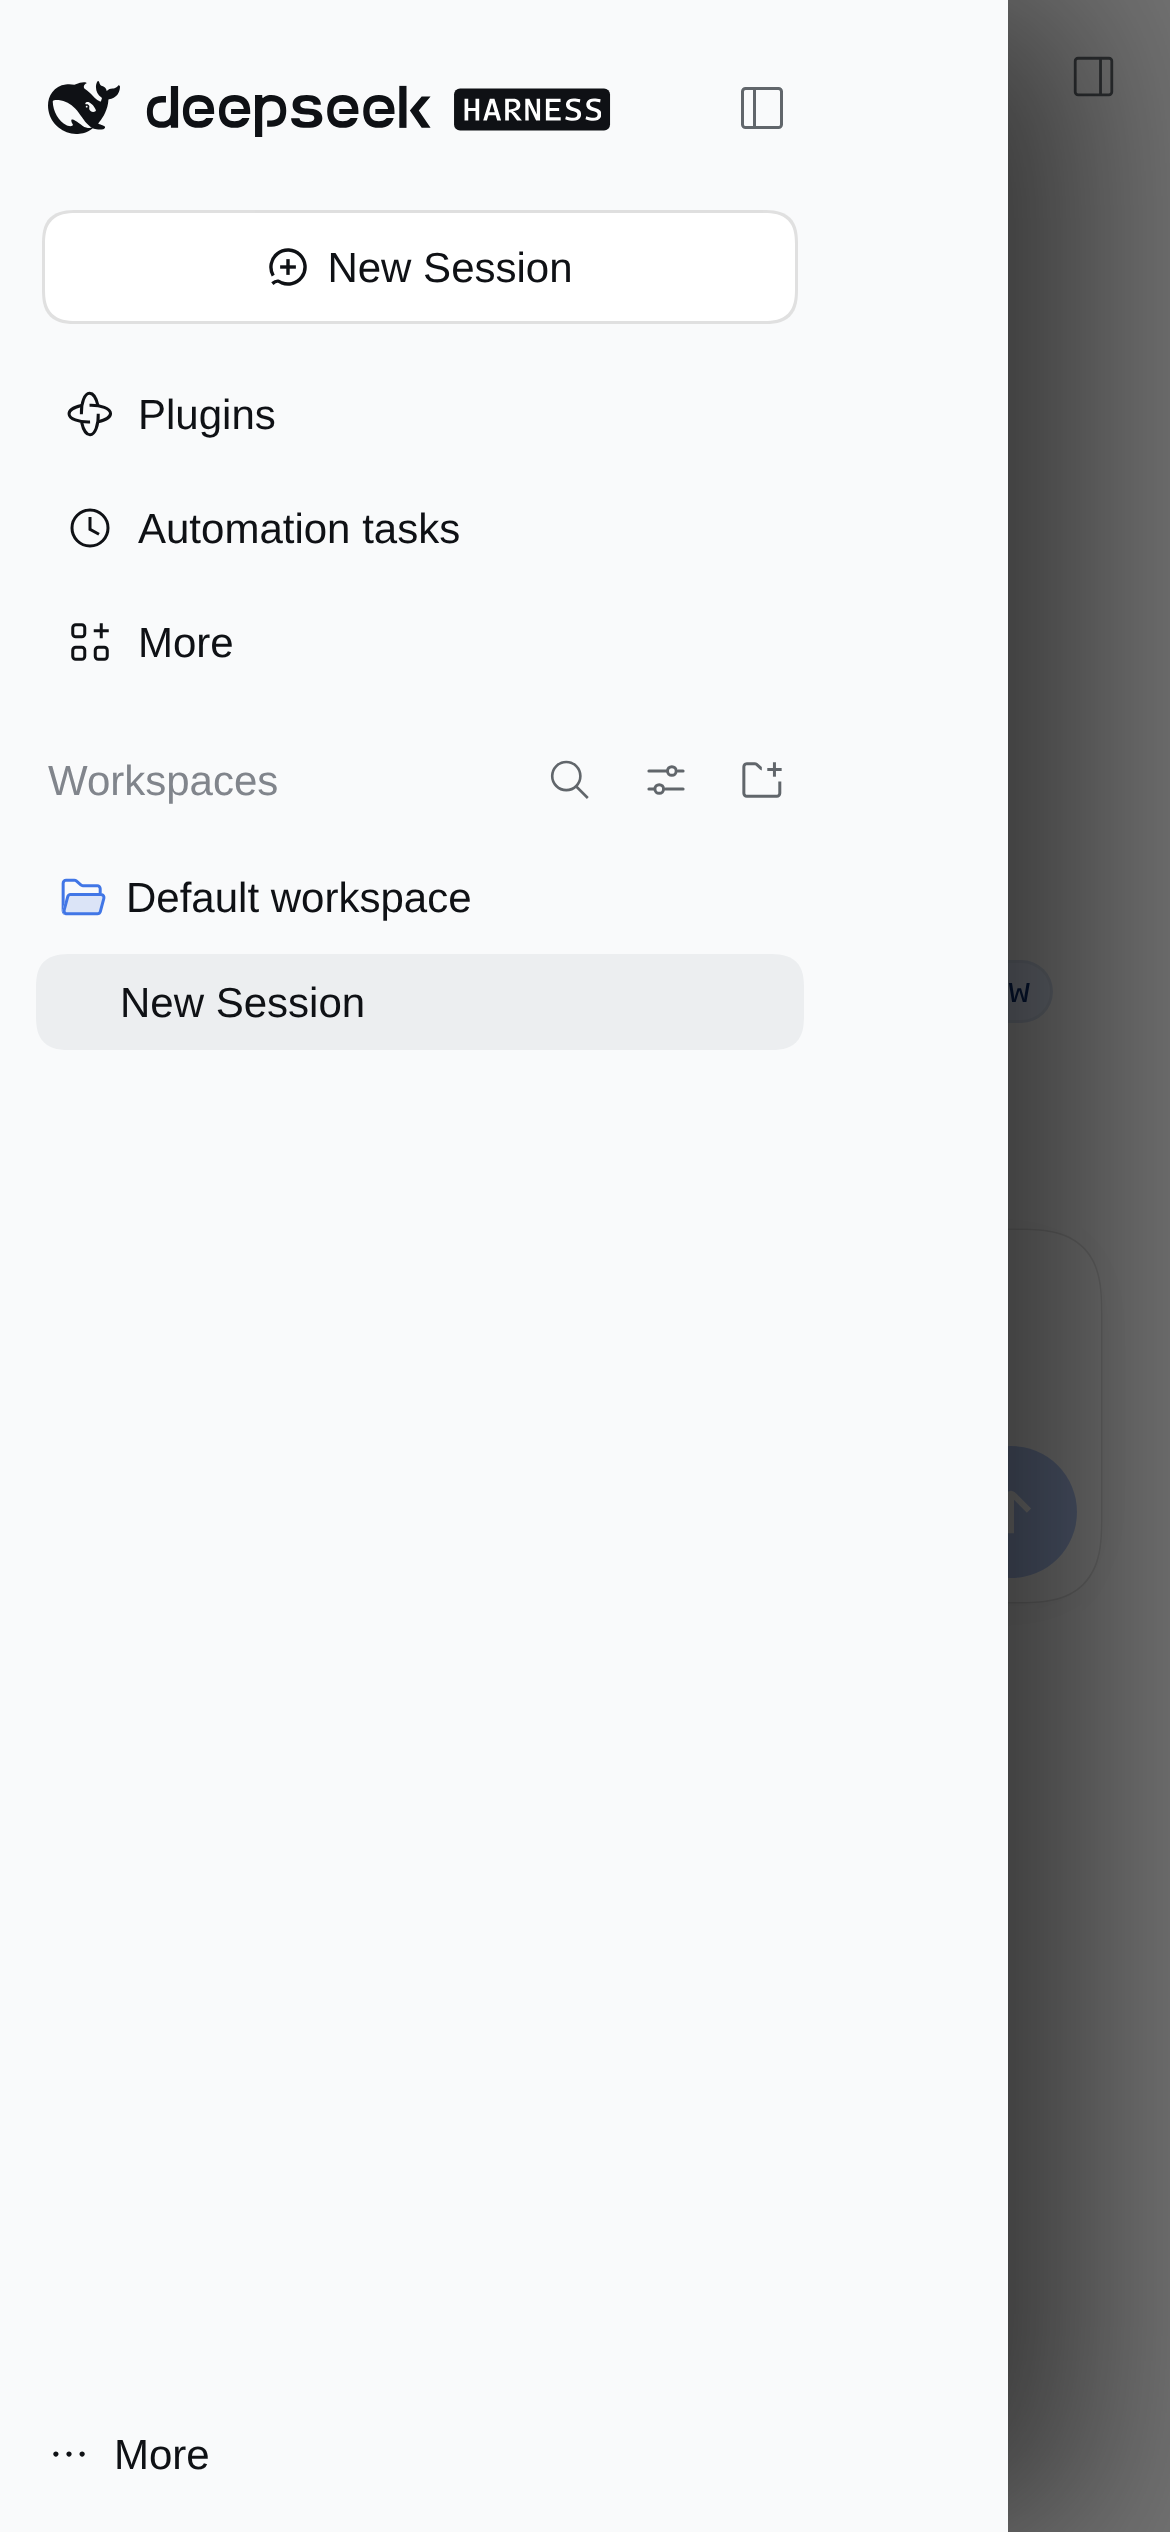 deepseek HARNESS
New Session
Plugins
Automation tasks
More
Workspaces
Default workspace
New Session
More